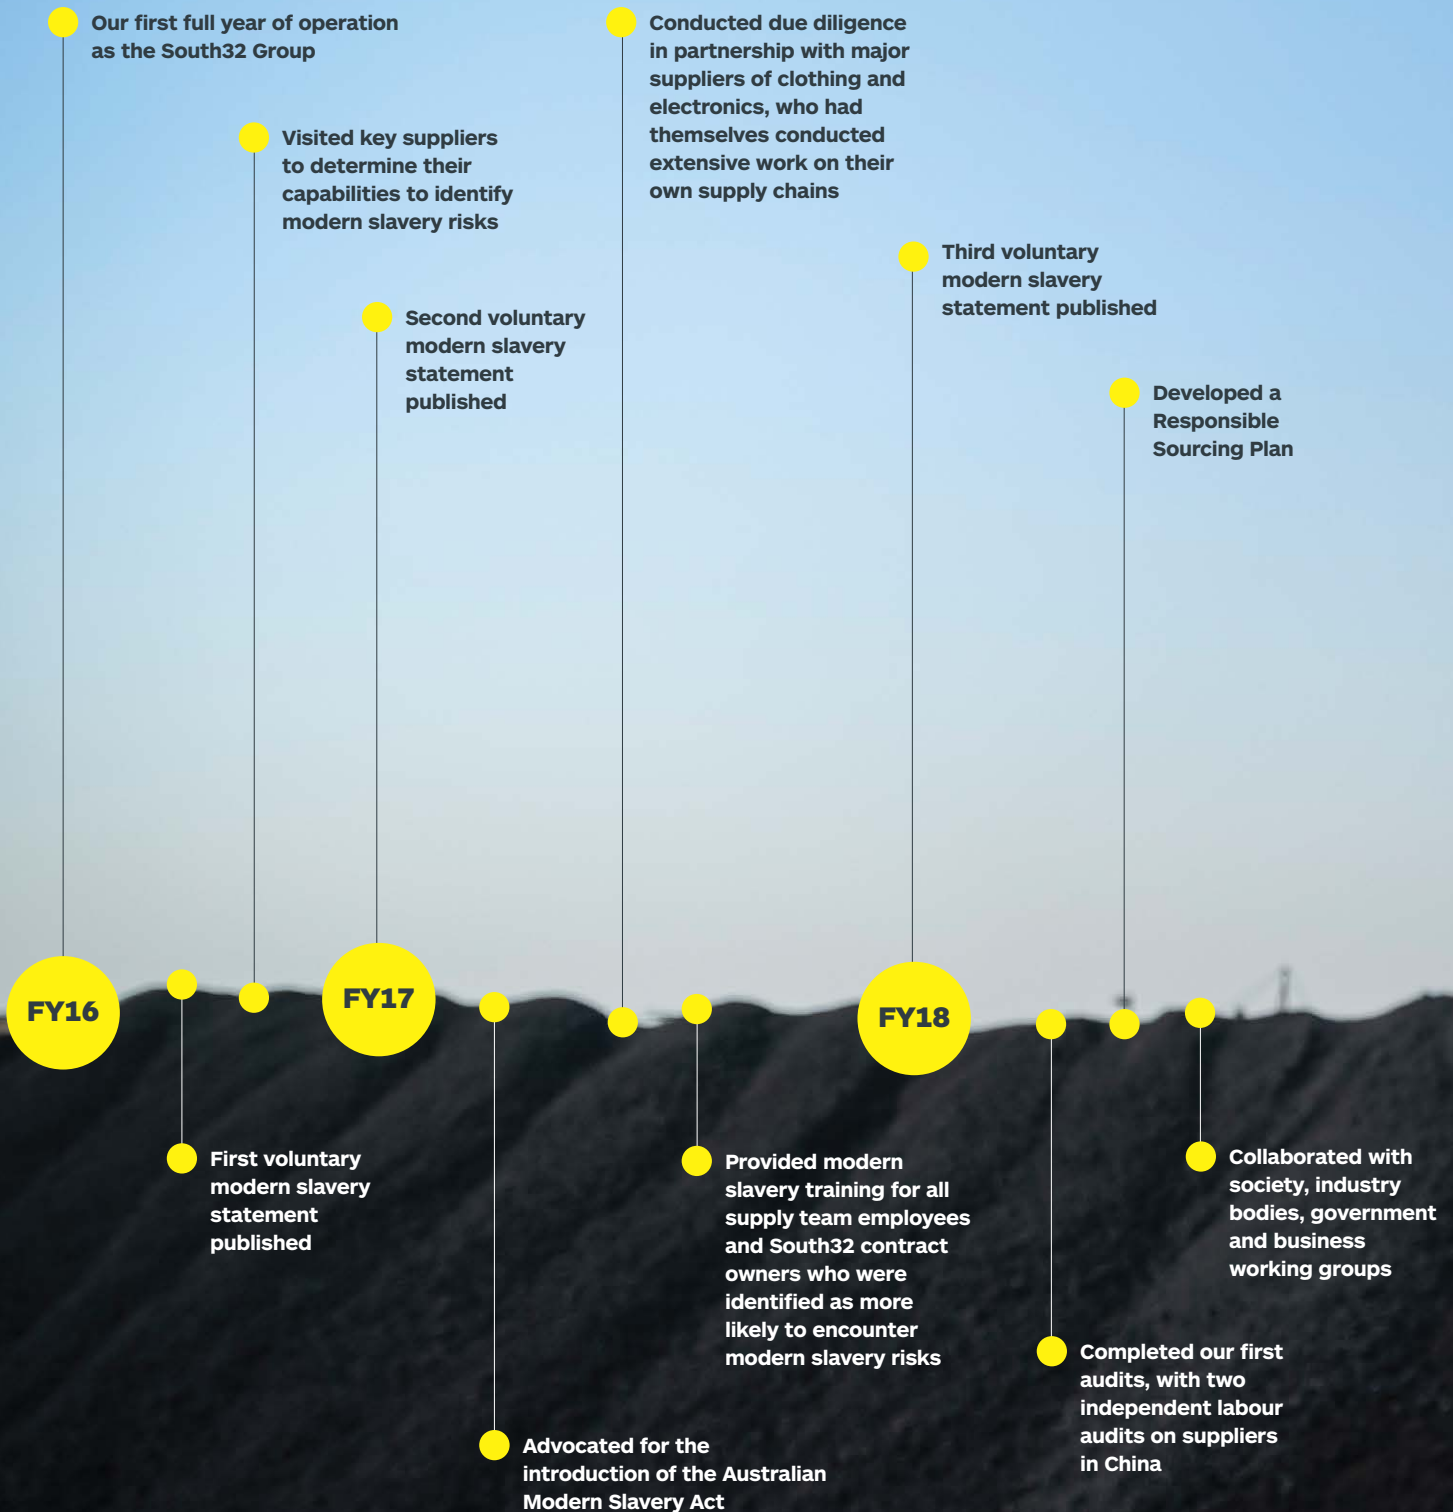 Our first full year of operation
as the South32 Group
Conducted due diligence
in partnership with major
suppliers of clothing and
electronics, who had
themselves conducted
extensive work on their
own supply chains
Visited key suppliers
to determine their
capabilities to identify
modern slavery risks
Third voluntary
modern slavery
statement published
Second voluntary
modern slavery
statement
published
Developed a
Responsible
Sourcing Plan
FY16
FY17
FY18
First voluntary
modern slavery
statement
published
Provided modern
slavery training for all
supply team employees
and South32 contract
owners who were
identified as more
likely to encounter
modern slavery risks
Collaborated with
society, industry
bodies, government
and business
working groups
Completed our first
audits, with two
independent labour
audits on suppliers
in China
Advocated for the
introduction of the Australian
Modern Slavery Act